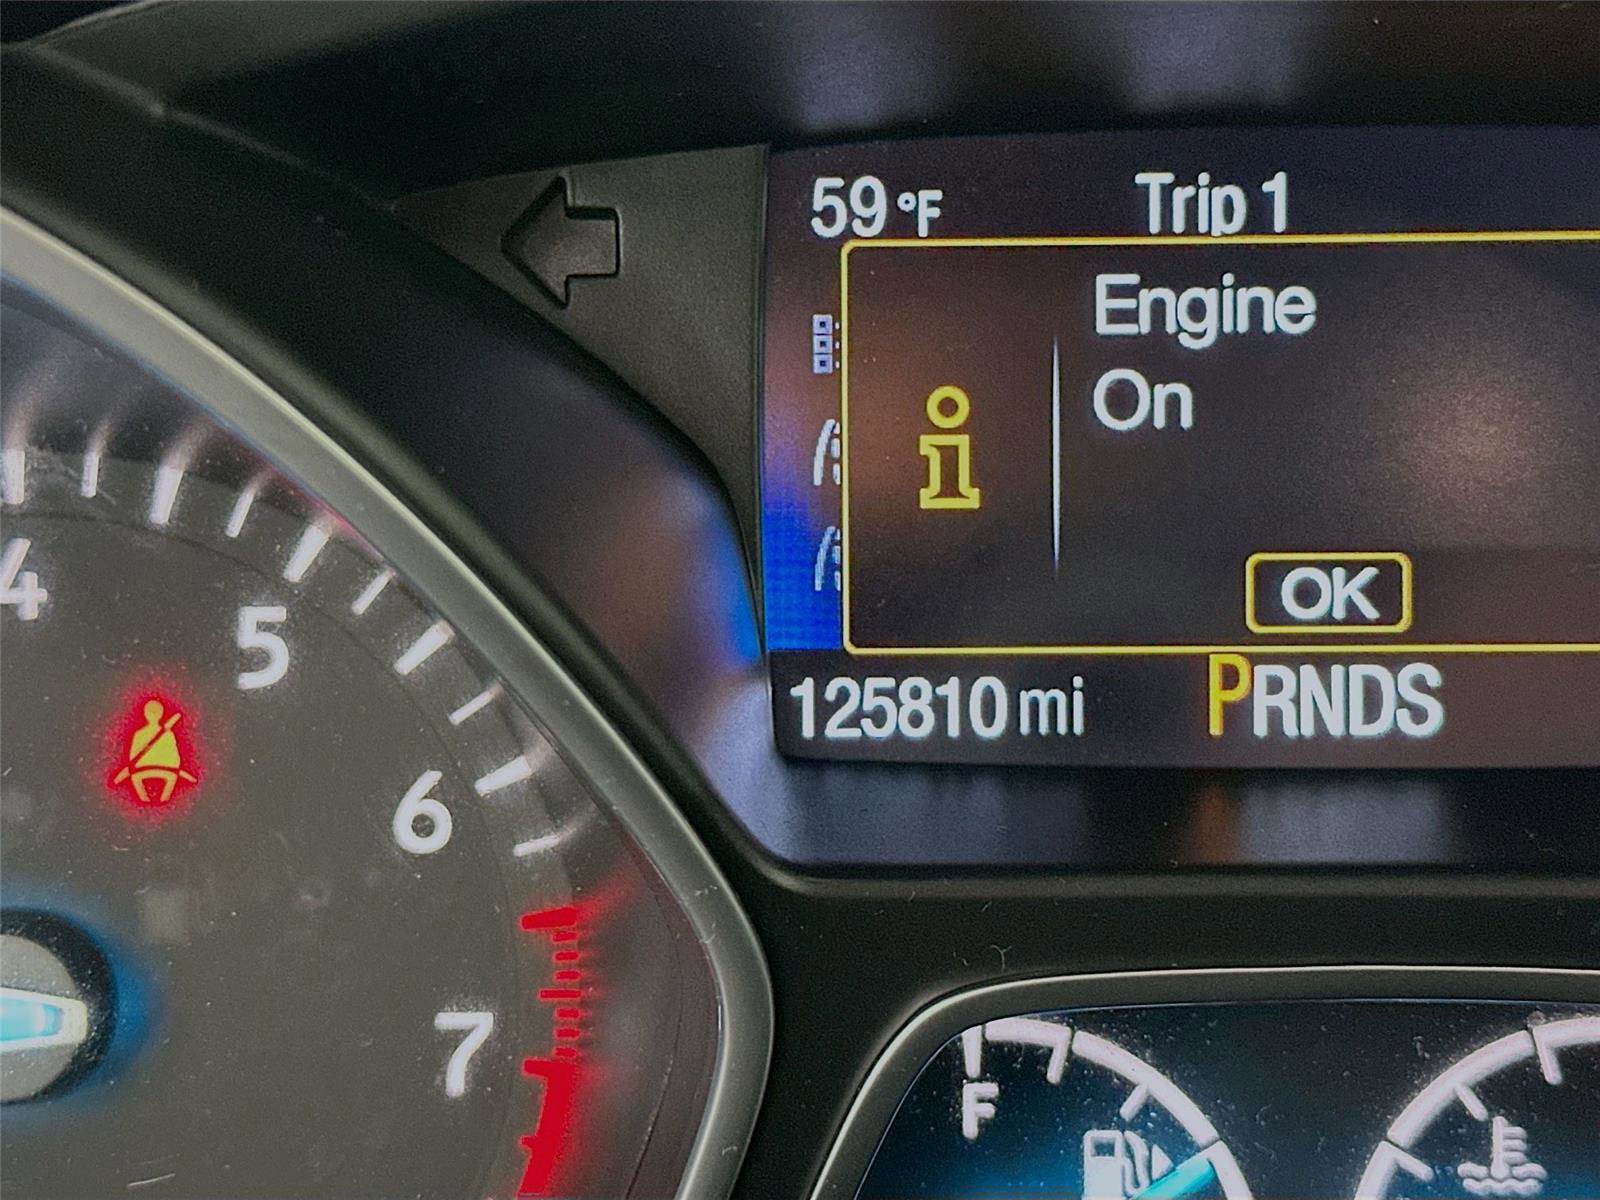 59 °F Trip 1
Engine
On
OK
125810 mi PRNDS
4
5
6
7
F